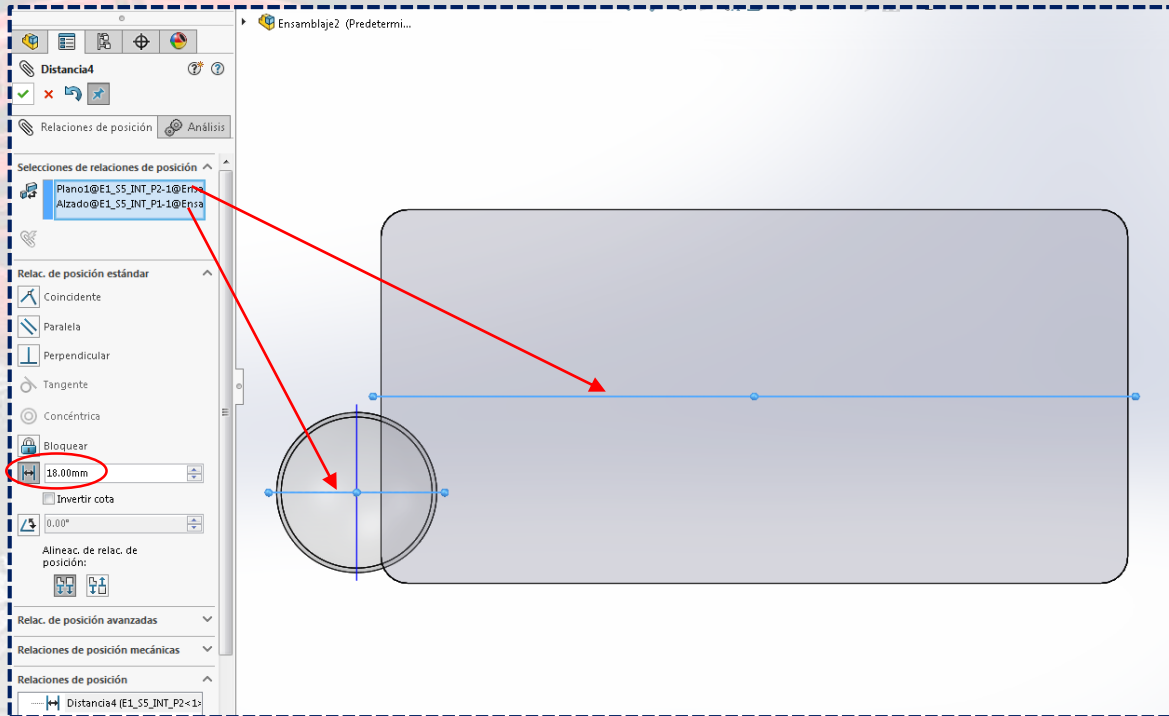 Ensamblaje2 (Predetermi...
Distancia4
Relaciones de posición
Análisis
Selecciones de relaciones de posición
Plano1@E1_S5_INT_P2-1@Ensa
Alzado@E1_S5_INT_P1-1@Ensa
Relac. de posición estándar
Coincidente
Paralela
Perpendicular
Tangente
Concéntrica
Bloquear
18.00mm
Invertir cota
0.00°
Alineac. de relac. de
posición:
Relac. de posición avanzadas
Relaciones de posición mecánicas
Relaciones de posición
Distancia4 (E1_S5_INT_P2<1>